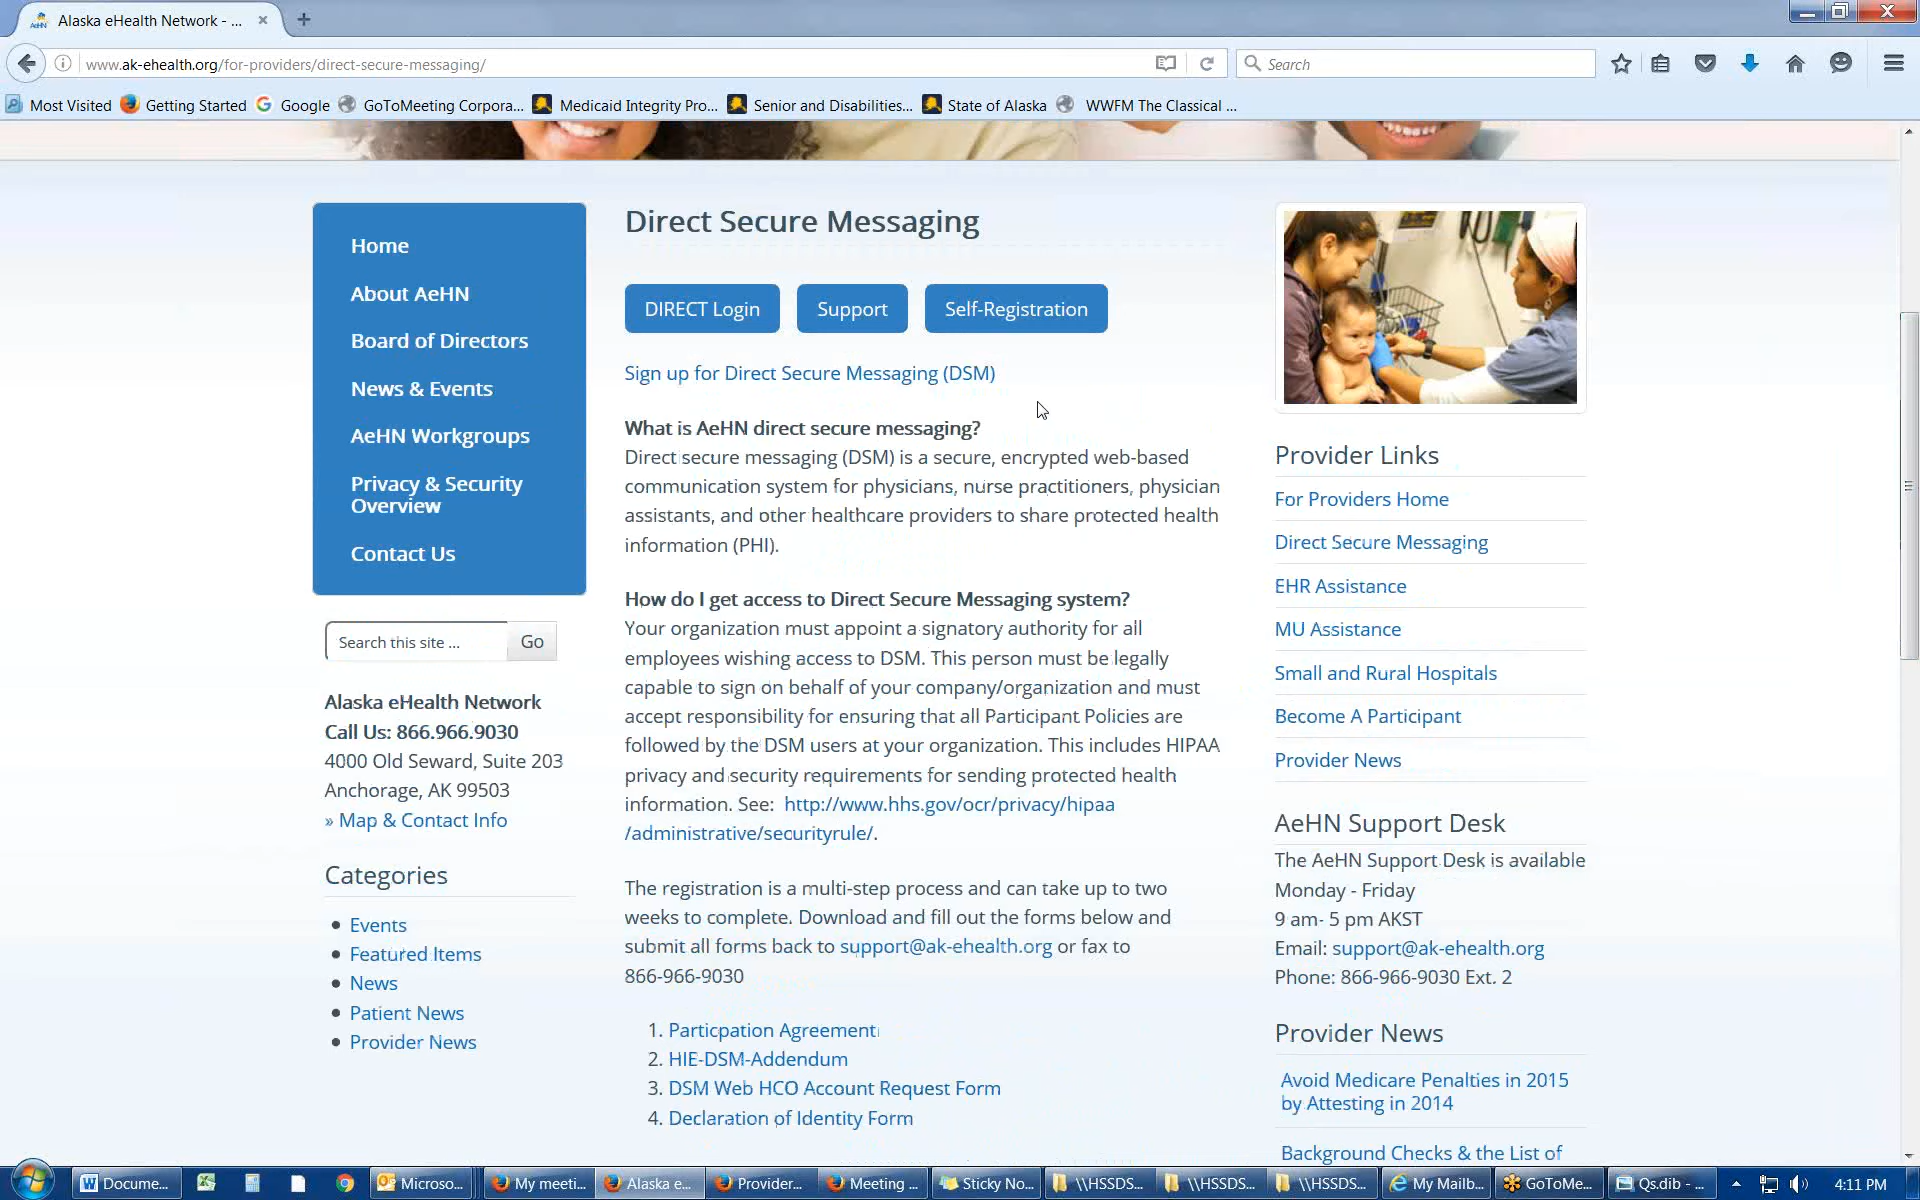 Alaska eHealth Network - ...
www.ak-ehealth.org/for-providers/direct-secure-messaging/
Search
Most Visited
Getting Started
Google
GoToMeeting Corpora...
Medicaid Integrity Pro...
Senior and Disabilities...
State of Alaska
WWFM The Classical ...
Home
About AeHN
Board of Directors
News & Events
AeHN Workgroups
Privacy & Security
Overview
Contact Us
Search this site ...
Go
Alaska eHealth Network
Call Us: 866.966.9030
4000 Old Seward, Suite 203
Anchorage, AK 99503
» Map & Contact Info
Categories
Events
Featured Items
News
Patient News
Provider News
Direct Secure Messaging
DIRECT Login
Support
Self-Registration
Sign up for Direct Secure Messaging (DSM)
What is AeHN direct secure messaging?
Direct secure messaging (DSM) is a secure, encrypted web-based
communication system for physicians, nurse practitioners, physician
assistants, and other healthcare providers to share protected health
information (PHI).
How do I get access to Direct Secure Messaging system?
Your organization must appoint a signatory authority for all
employees wishing access to DSM. This person must be legally
capable to sign on behalf of your company/organization and must
accept responsibility for ensuring that all Participant Policies are
followed by the DSM users at your organization. This includes HIPAA
privacy and security requirements for sending protected health
information. See: http://www.hhs.gov/ocr/privacy/hipaa
/administrative/securityrule/.
The registration is a multi-step process and can take up to two
weeks to complete. Download and fill out the forms below and
submit all forms back to support@ak-ehealth.org or fax to
866-966-9030
1. Particpation Agreement
2. HIE-DSM-Addendum
3. DSM Web HCO Account Request Form
4. Declaration of Identity Form
Provider Links
For Providers Home
Direct Secure Messaging
EHR Assistance
MU Assistance
Small and Rural Hospitals
Become A Participant
Provider News
AeHN Support Desk
The AeHN Support Desk is available
Monday - Friday
9 am- 5 pm AKST
Email: support@ak-ehealth.org
Phone: 866-966-9030 Ext. 2
Provider News
Avoid Medicare Penalties in 2015
by Attesting in 2014
Background Checks & the List of
Docume...
Microso...
My meeti...
Alaska e...
Provider...
Meeting ...
Sticky No...
\\HSSDS...
\\HSSDS...
\\HSSDS...
My Mailb...
GoToMe...
Qs.dib - ...
4:11 PM